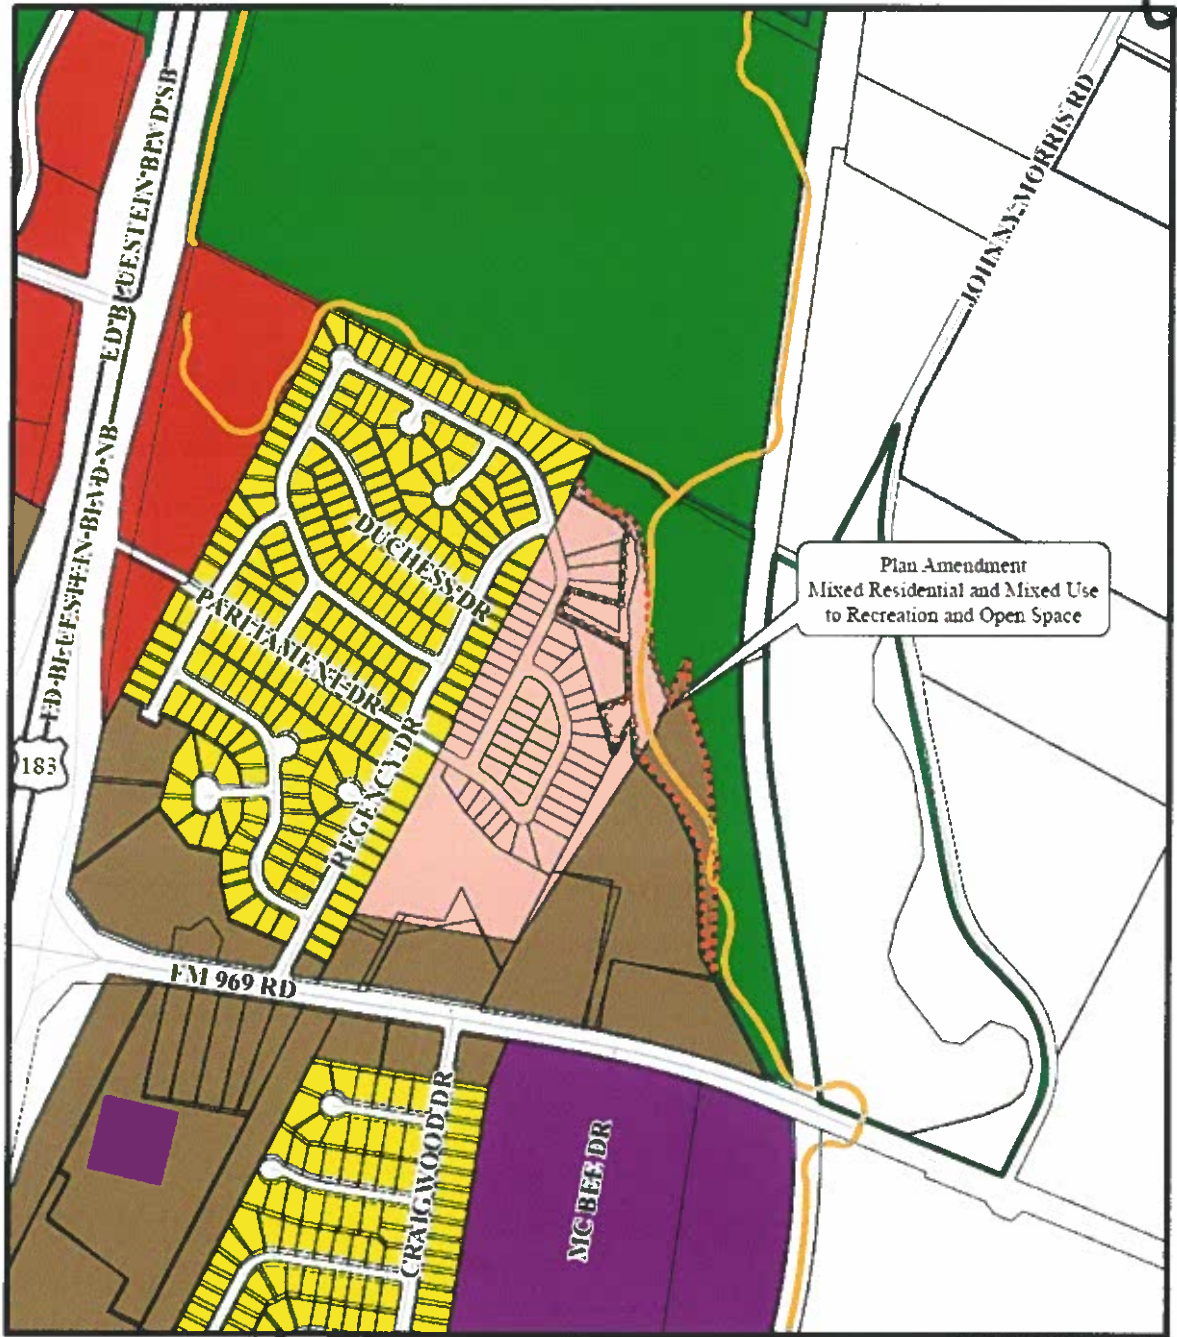 ED BLUESTEIN BLVD SB
JOHNNY MORRIS RD
ED BLUESTEIN BLVD NB
DUCHESS DR
Plan Amendment
Mixed Residential and Mixed Use
to Recreation and Open Space
PARLIAMENT DR
REGENCY DR
183
FM 969 RD
CRAIGWOOD DR
MC BEE DR